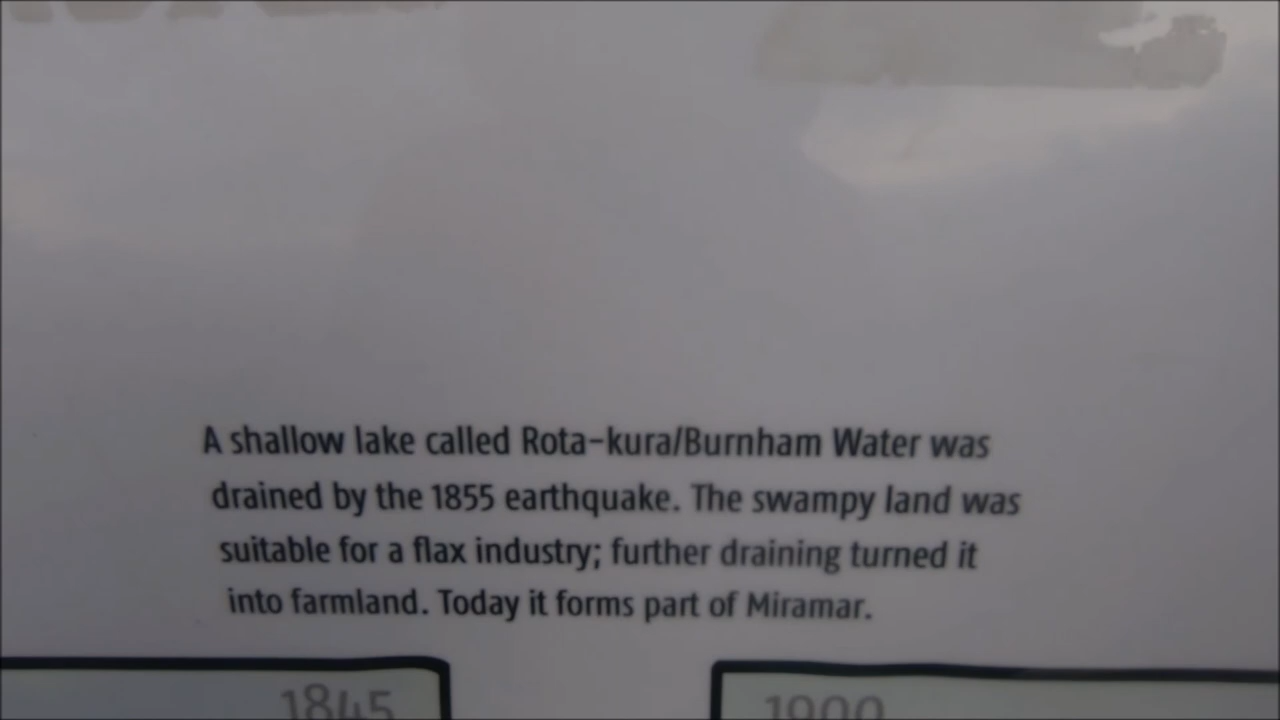 A shallow lake called Rota-kura/Burnham Water was
drained by the 1855 earthquake. The swampy land was
suitable for a flax industry; further draining turned it
into farmland. Today it forms part of Miramar.
1845
1900